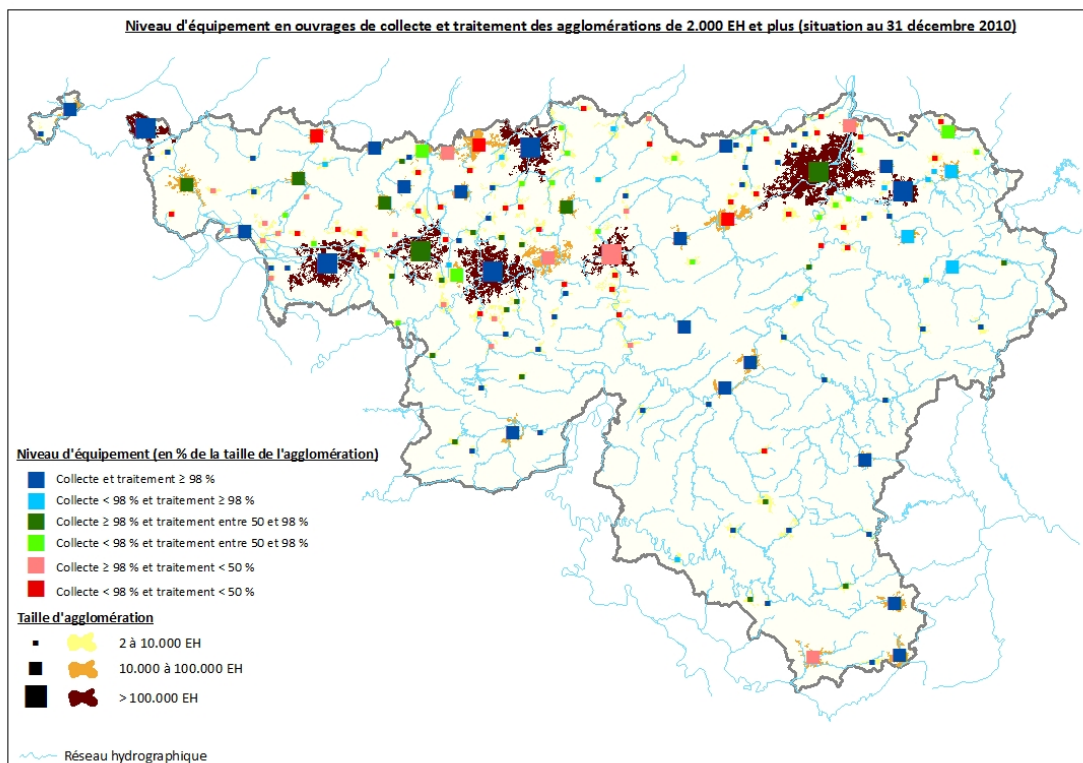 Niveau d'équipement en ouvrages de collecte et traitement des agglomérations de 2.000 EH et plus (situation au 31 décembre 2010)
Niveau d'équipement (en % de la taille de l'agglomération)
Collecte et traitement ≥ 98 %
Collecte < 98 % et traitement ≥ 98 %
Collecte ≥ 98 % et traitement entre 50 et 98 %
Collecte < 98 % et traitement entre 50 et 98 %
Collecte ≥ 98 % et traitement < 50 %
Collecte < 98 % et traitement < 50 %
Taille d'agglomération
2 à 10.000 EH
10.000 à 100.000 EH
> 100.000 EH
Réseau hydrographique